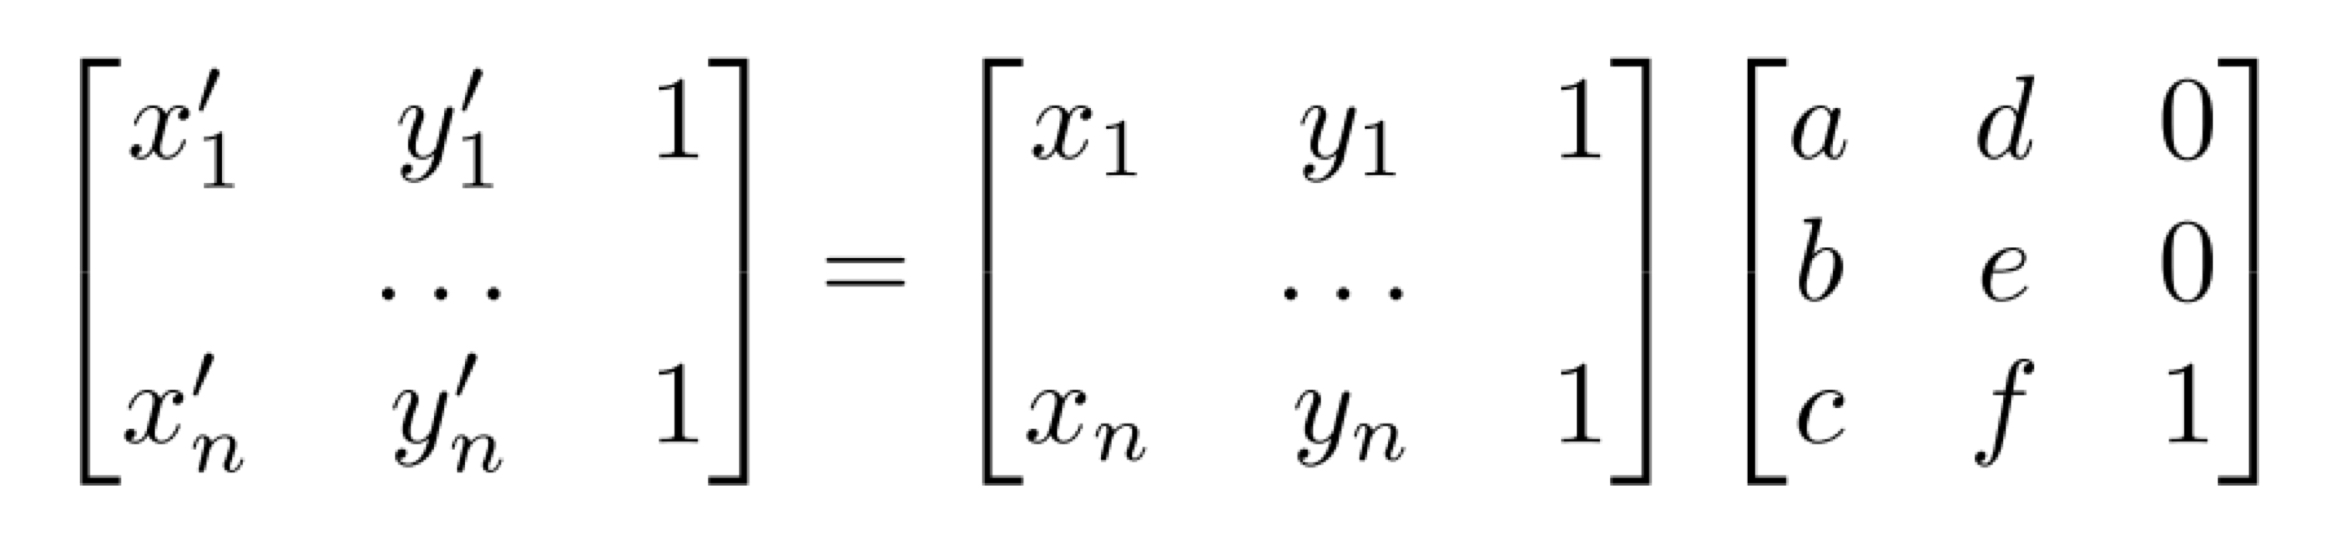 \begin{bmatrix} x'_1 & y'_1 & 1 \\ & \dots & \\ x'_n & y'_n & 1 \end{bmatrix} = \begin{bmatrix} x_1 & y_1 & 1 \\ & \dots & \\ x_n & y_n & 1 \end{bmatrix} \begin{bmatrix} a & d & 0 \\ b & e & 0 \\ c & f & 1 \end{bmatrix}